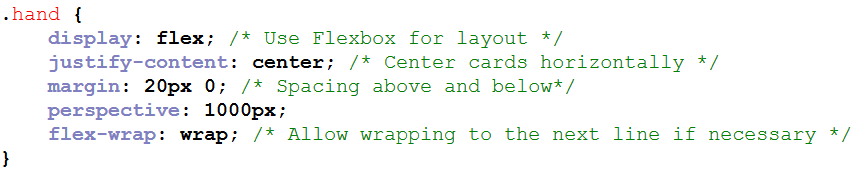 .hand {
    display: flex; /* Use Flexbox for layout */
    justify-content: center; /* Center cards horizontally */
    margin: 20px 0; /* Spacing above and below*/
    perspective: 1000px;
    flex-wrap: wrap; /* Allow wrapping to the next line if necessary */
}